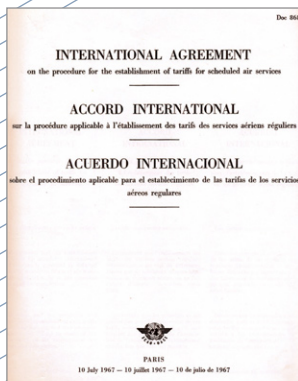 Doc 868
INTERNATIONAL AGREEMENT
on the procedure for the establishment of tariffs for scheduled air services
ACCORD INTERNATIONAL
sur la procédure applicable à l'établissement des tarifs des services aériens réguliers
ACUERDO INTERNACIONAL
sobre el procedimiento aplicable para el establecimiento de las tarifas de los servicios
aéreos regulares
PARIS
10 July 1967 — 10 juillet 1967 — 10 de julio de 1967